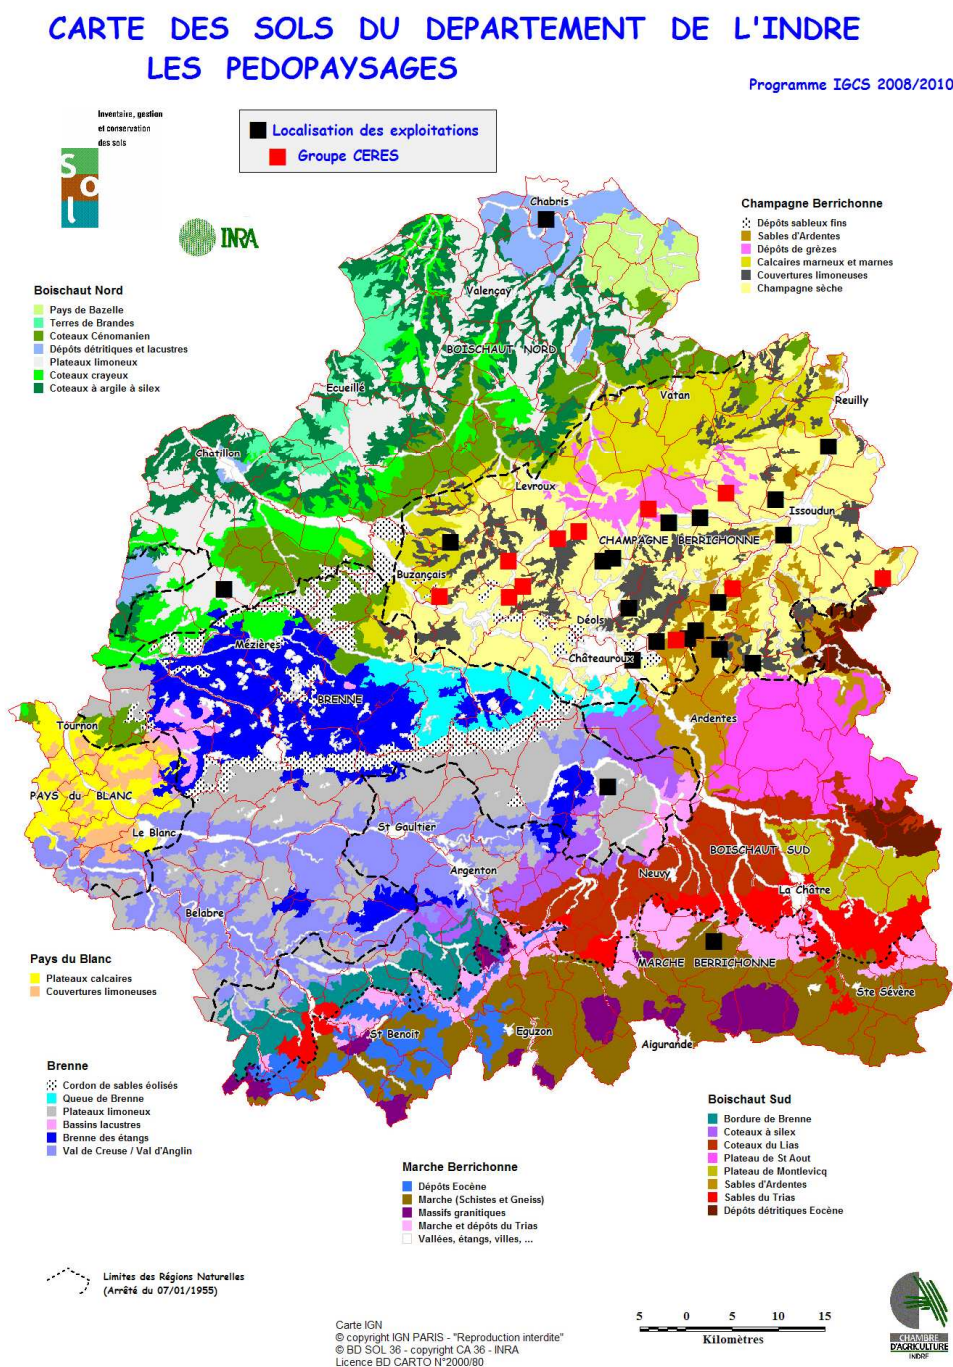 CARTE DES SOLS DU DEPARTEMENT DE L'INDRE
LES PEDOPAYSAGES
Programme IGCS 2008/2010
Inventaire, gestion
et conservation
des sols
Sol
INRA
Localisation des exploitations
Groupe CERES
Champagne Berrichonne
Dépôts sableux fins
Sables d'Ardentes
Dépôts de grèzes
Calcaires marneux et marnes
Couvertures limoneuses
Champagne sèche
Boischaut Nord
Pays de Bazelle
Terres de Brandes
Coteaux Cénomanien
Dépôts détritiques et lacustres
Plateaux limoneux
Coteaux crayeux
Coteaux à argile à silex
Chabris
Valençay
BOISCHAUT NORD
Ecueillé
Vatan
Reuilly
Chatillon
Levroux
Issoudun
CHAMPAGNE BERRICHONNE
Buzançais
Déols
Mézières
Châteauroux
BRENNE
Ardentes
Tournon
PAYS du BLANC
Le Blanc
St Gaultier
BOISCHAUT SUD
Argenton
Neuvy
La Châtre
Belabre
MARCHE BERRICHONNE
Ste Sévère
St Benoit
Eguzon
Aigurande
Pays du Blanc
Plateaux calcaires
Couvertures limoneuses
Brenne
Cordon de sables éolisés
Queue de Brenne
Plateaux limoneux
Bassins lacustres
Brenne des étangs
Val de Creuse / Val d'Anglin
Marche Berrichonne
Dépôts Eocène
Marche (Schistes et Gneiss)
Massifs granitiques
Marche et dépôts du Trias
Vallées, étangs, villes, ...
Boischaut Sud
Bordure de Brenne
Coteaux à silex
Coteaux du Lias
Plateau de St Aout
Plateau de Montlevicq
Sables d'Ardentes
Sables du Trias
Dépôts détritiques Eocène
Limites des Régions Naturelles
(Arrêté du 07/01/1955)
Carte IGN
© copyright IGN PARIS - "Reproduction interdite"
© BD SOL 36 - copyright CA 36 - INRA
Licence BD CARTO N°2000/80
5 0 5 10 15
Kilomètres
CHAMBRE
D'AGRICULTURE
INDRE